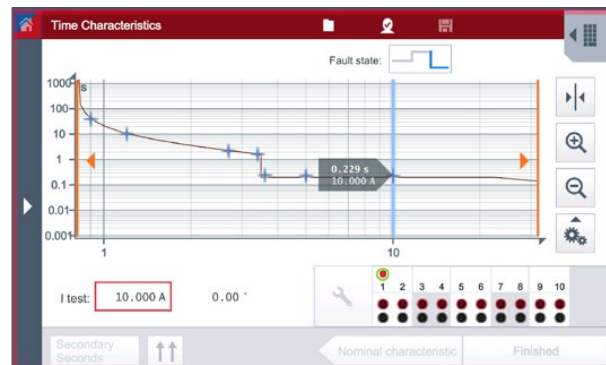 Time Characteristics
Fault state:
1000
s
100
10
1
0.1
0.01
0.001
0.229 s
10.000 A
1
10
I test:
10.000 A
0.00 °
1 2 3 4 5 6 7 8 9 10
Secondary
Seconds
Nominal characteristic
Finished